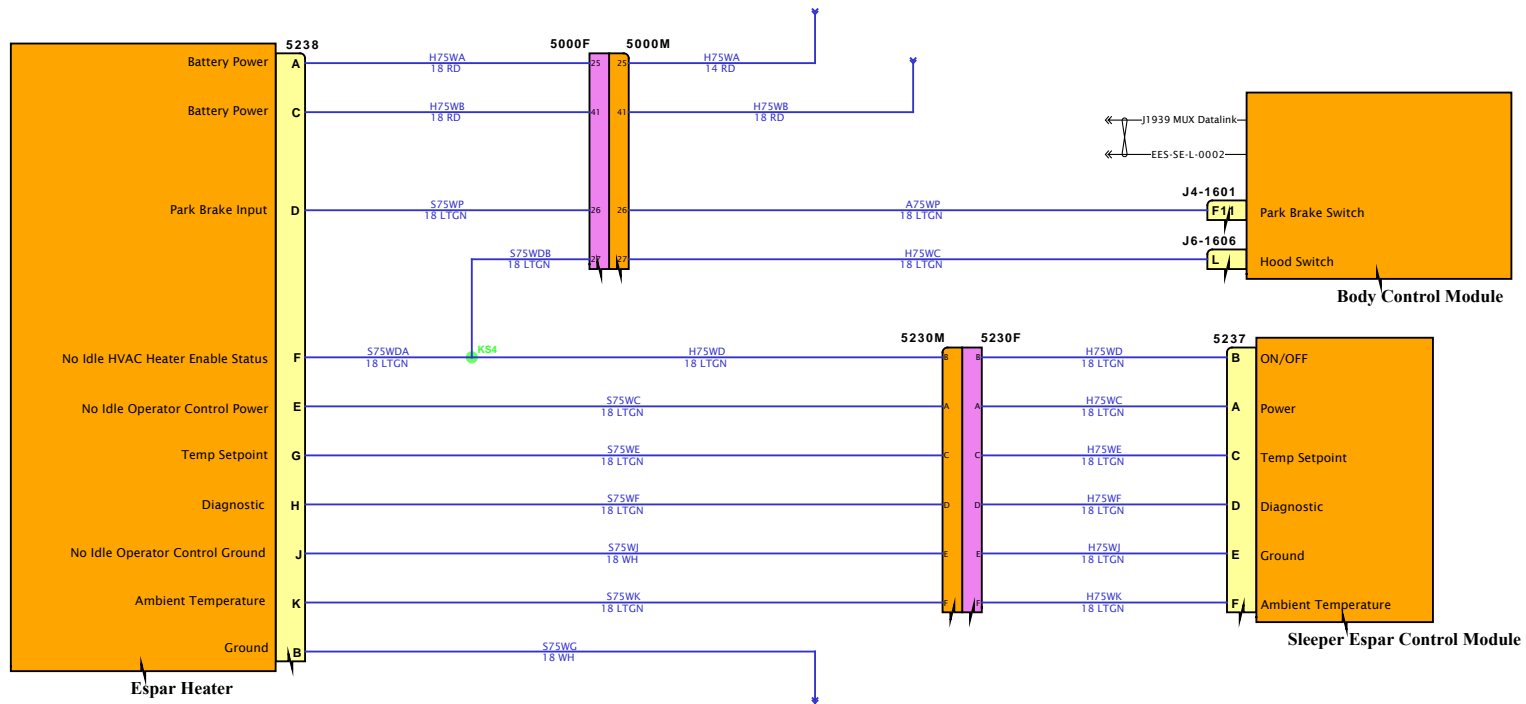 5238
5000F
5000M
Battery Power
A
H75WA
18 RD
25
25
H75WA
14 RD
Battery Power
C
H75WB
18 RD
41
41
H75WB
18 RD
J1939 MUX Datalink
EES-SE-L-0002
J4-1601
Park Brake Input
D
S75WP
18 LTGN
26
26
A75WP
18 LTGN
F11
Park Brake Switch
J6-1606
S75WDB
18 LTGN
27
27
H75WC
18 LTGN
L
Hood Switch
Body Control Module
5230M
5230F
5237
No Idle HVAC Heater Enable Status
F
S75WDA
18 LTGN
KS4
H75WD
18 LTGN
B
B
H75WD
18 LTGN
B
ON/OFF
No Idle Operator Control Power
E
S75WC
18 LTGN
A
A
H75WC
18 LTGN
A
Power
Temp Setpoint
G
S75WE
18 LTGN
C
C
H75WE
18 LTGN
C
Temp Setpoint
Diagnostic
H
S75WF
18 LTGN
D
D
H75WF
18 LTGN
D
Diagnostic
No Idle Operator Control Ground
J
S75WJ
18 WH
E
E
H75WJ
18 LTGN
E
Ground
Ambient Temperature
K
S75WK
18 LTGN
F
F
H75WK
18 LTGN
F
Ambient Temperature
Ground
B
S75WG
18 WH
Sleeper Espar Control Module
Espar Heater